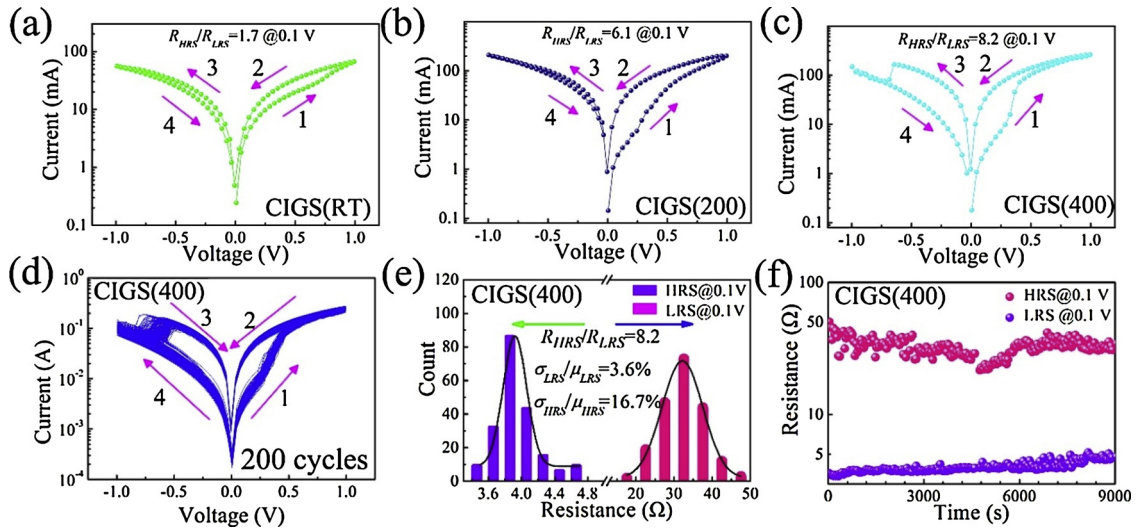 (a)
R_HRS/R_LRS=1.7 @0.1 V
3
2
4
1
CIGS(RT)
Current (mA)
100
10
1
0.1
-1.0 -0.5 0.0 0.5 1.0
Voltage (V)
(b)
R_HRS/R_LRS=6.1 @0.1 V
3
2
4
1
CIGS(200)
Current (mA)
100
10
1
0.1
-1.0 -0.5 0.0 0.5 1.0
Voltage (V)
(c)
R_HRS/R_LRS=8.2 @0.1 V
3
2
4
1
CIGS(400)
Current (mA)
100
10
1
0.1
-1.0 -0.5 0.0 0.5 1.0
Voltage (V)
(d)
CIGS(400)
3
2
4
1
200 cycles
Current (A)
10⁰
10⁻¹
10⁻²
10⁻³
10⁻⁴
-1.0 -0.5 0.0 0.5 1.0
Voltage (V)
(e)
CIGS(400)
HRS@0.1V
LRS@0.1V
R_HRS/R_LRS=8.2
σ_LRS/μ_LRS=3.6%
σ_HRS/μ_HRS=16.7%
Count
120
100
80
60
40
20
0
3.6 4.0 4.4 4.8 20 30 40 50
Resistance (Ω)
(f)
CIGS(400)
HRS@0.1 V
LRS @0.1 V
Resistance (Ω)
100
50
10
5
0 3000 6000 9000
Time (s)